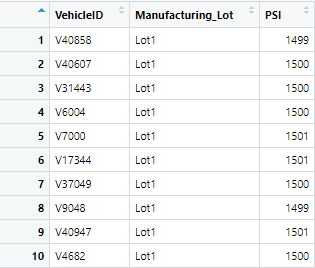 VehicleID Manufacturing_Lot PSI
1 V40858 Lot1 1499
2 V40607 Lot1 1500
3 V31443 Lot1 1500
4 V6004 Lot1 1500
5 V7000 Lot1 1501
6 V17344 Lot1 1501
7 V37049 Lot1 1500
8 V9048 Lot1 1499
9 V40947 Lot1 1501
10 V4682 Lot1 1500